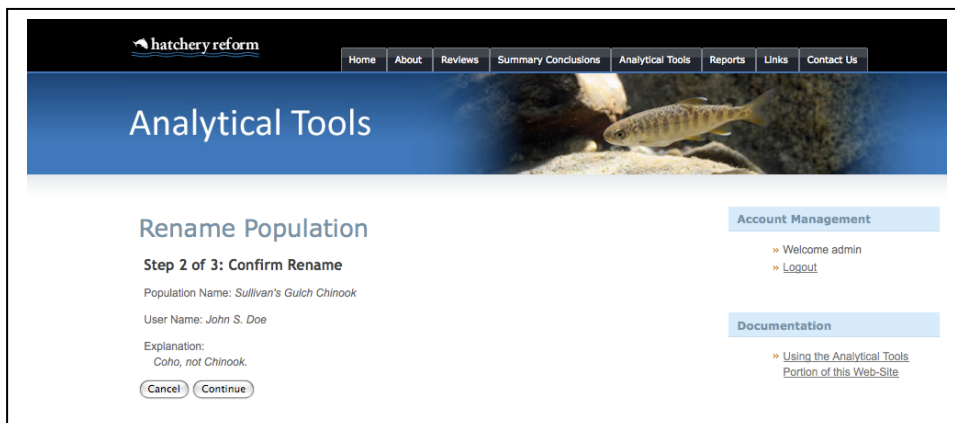 hatchery reform
Home About Reviews Summary Conclusions Analytical Tools Reports Links Contact Us
Analytical Tools
Rename Population
Step 2 of 3: Confirm Rename
Population Name: Sullivan's Gulch Chinook
User Name: John S. Doe
Explanation:
Coho, not Chinook.
Cancel Continue
Account Management
» Welcome admin
» Logout
Documentation
» Using the Analytical Tools
Portion of this Web-Site